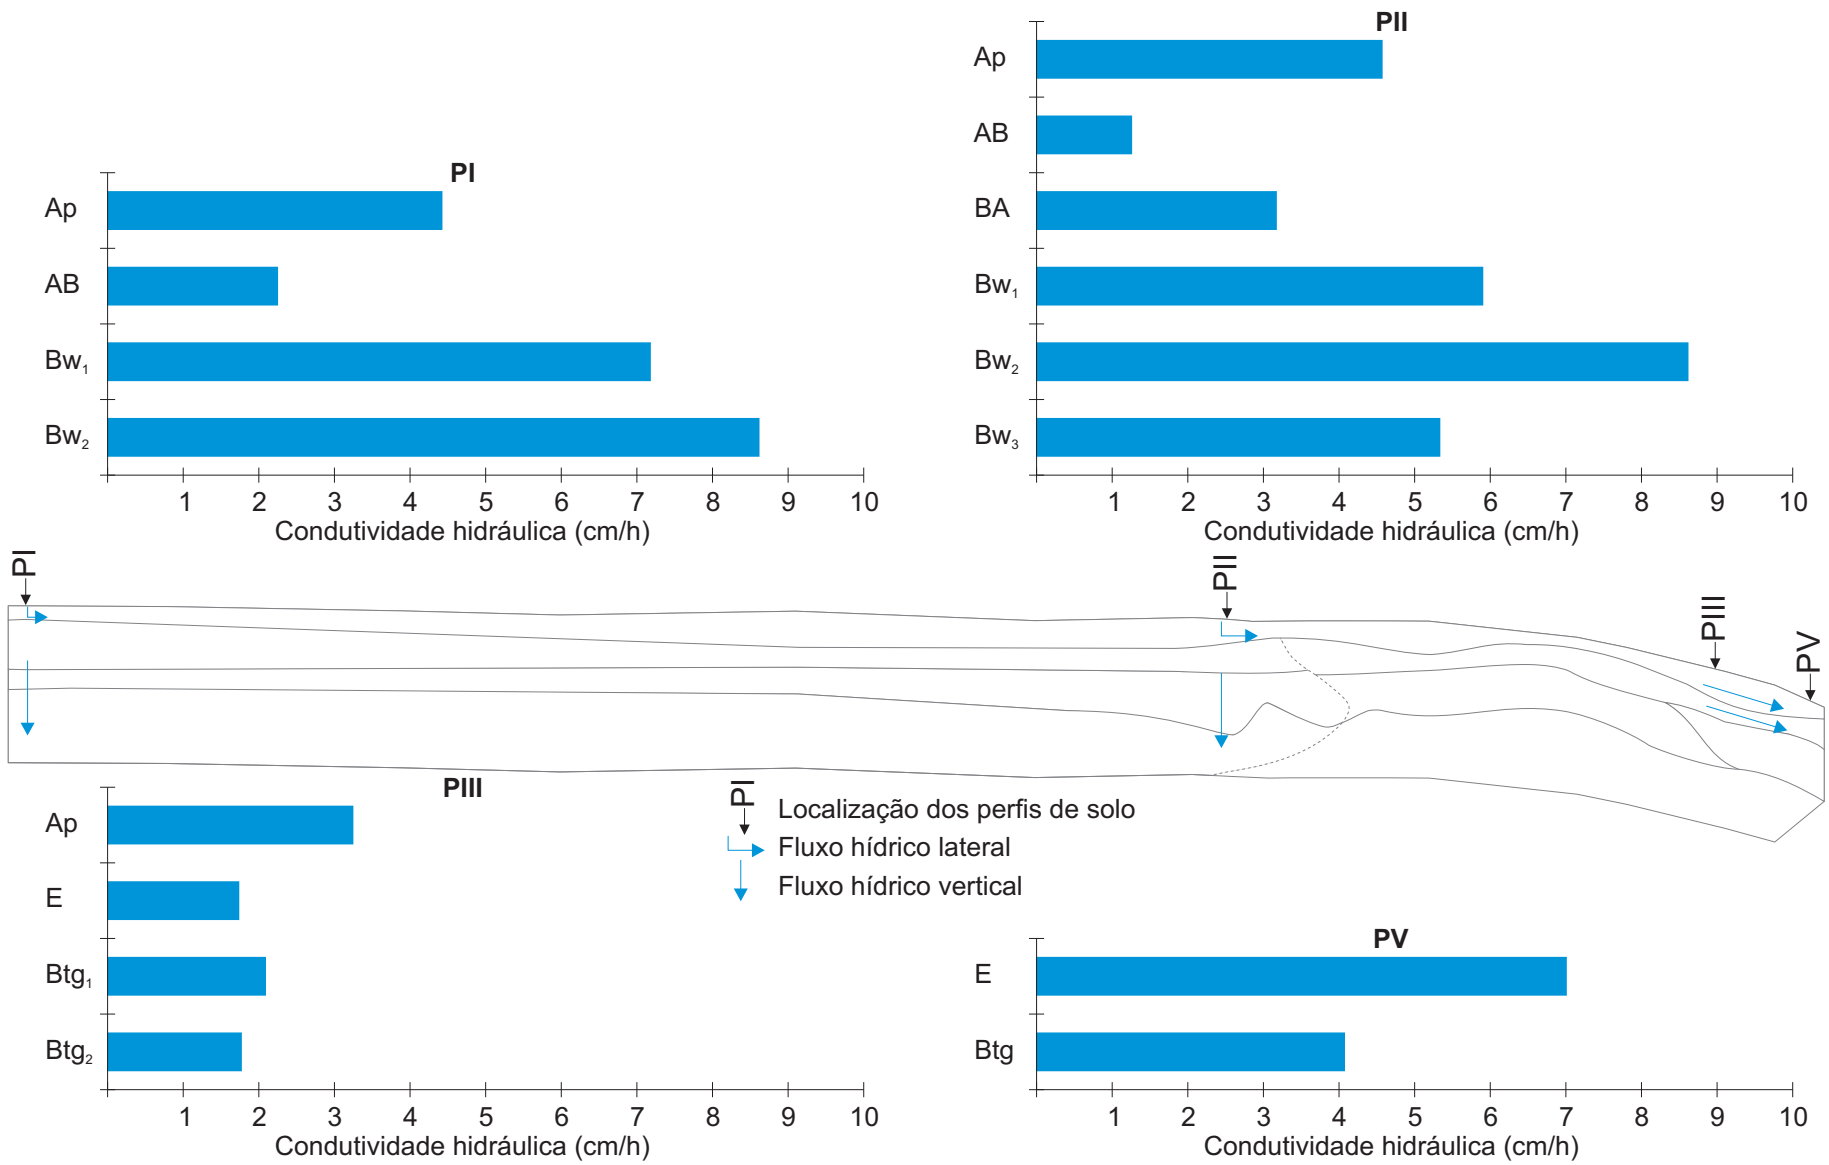 PI
Ap
AB
Bw₁
Bw₂
1 2 3 4 5 6 7 8 9 10
Condutividade hidráulica (cm/h)
PII
Ap
AB
BA
Bw₁
Bw₂
Bw₃
1 2 3 4 5 6 7 8 9 10
Condutividade hidráulica (cm/h)
PI
PII
PIII
PV
PIII
Ap
E
Btg₁
Btg₂
1 2 3 4 5 6 7 8 9 10
Condutividade hidráulica (cm/h)
PI
Localização dos perfis de solo
Fluxo hídrico lateral
Fluxo hídrico vertical
PV
E
Btg
1 2 3 4 5 6 7 8 9 10
Condutividade hidráulica (cm/h)